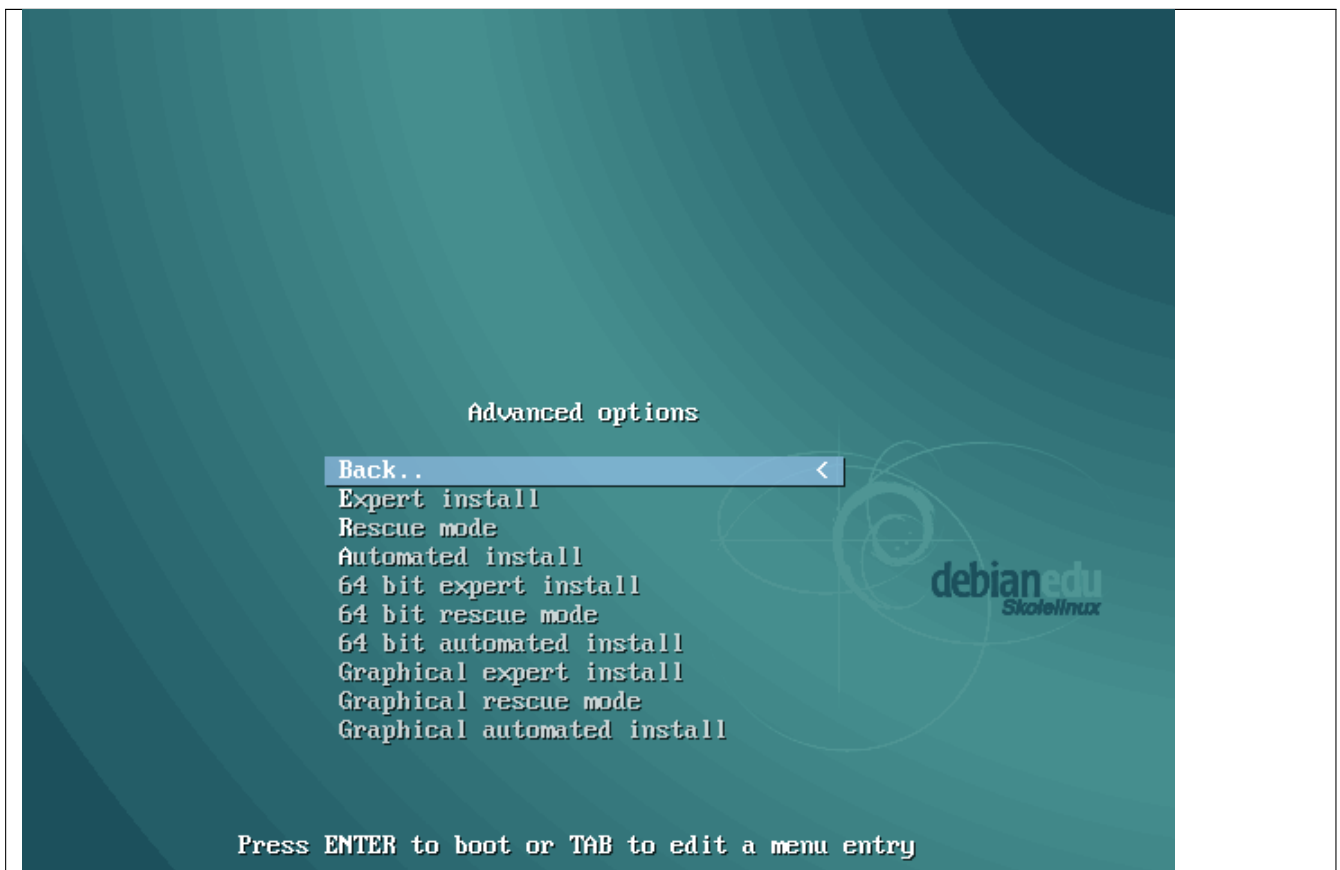 Advanced options
Back.. <
Expert install
Rescue mode
Automated install
64 bit expert install
64 bit rescue mode
64 bit automated install
Graphical expert install
Graphical rescue mode
Graphical automated install
debianedu
Skolelinux
Press ENTER to boot or TAB to edit a menu entry